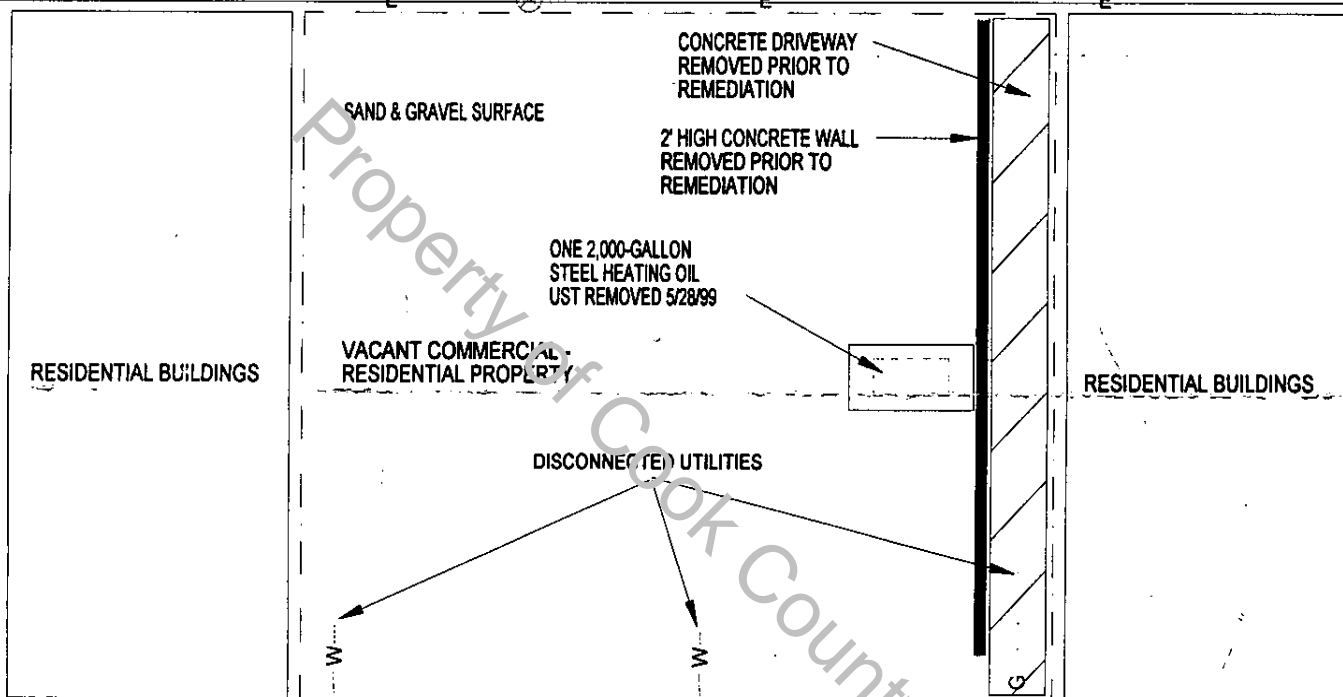 E
E
E
CONCRETE DRIVEWAY
REMOVED PRIOR TO
REMEDIATION
SAND & GRAVEL SURFACE
2' HIGH CONCRETE WALL
REMOVED PRIOR TO
REMEDIATION
ONE 2,000-GALLON
STEEL HEATING OIL
UST REMOVED 5/28/99
VACANT COMMERCIAL -
RESIDENTIAL PROPERTY
RESIDENTIAL BUILDINGS
RESIDENTIAL BUILDINGS
DISCONNECTED UTILITIES
W
W
G
Property of Cook Count